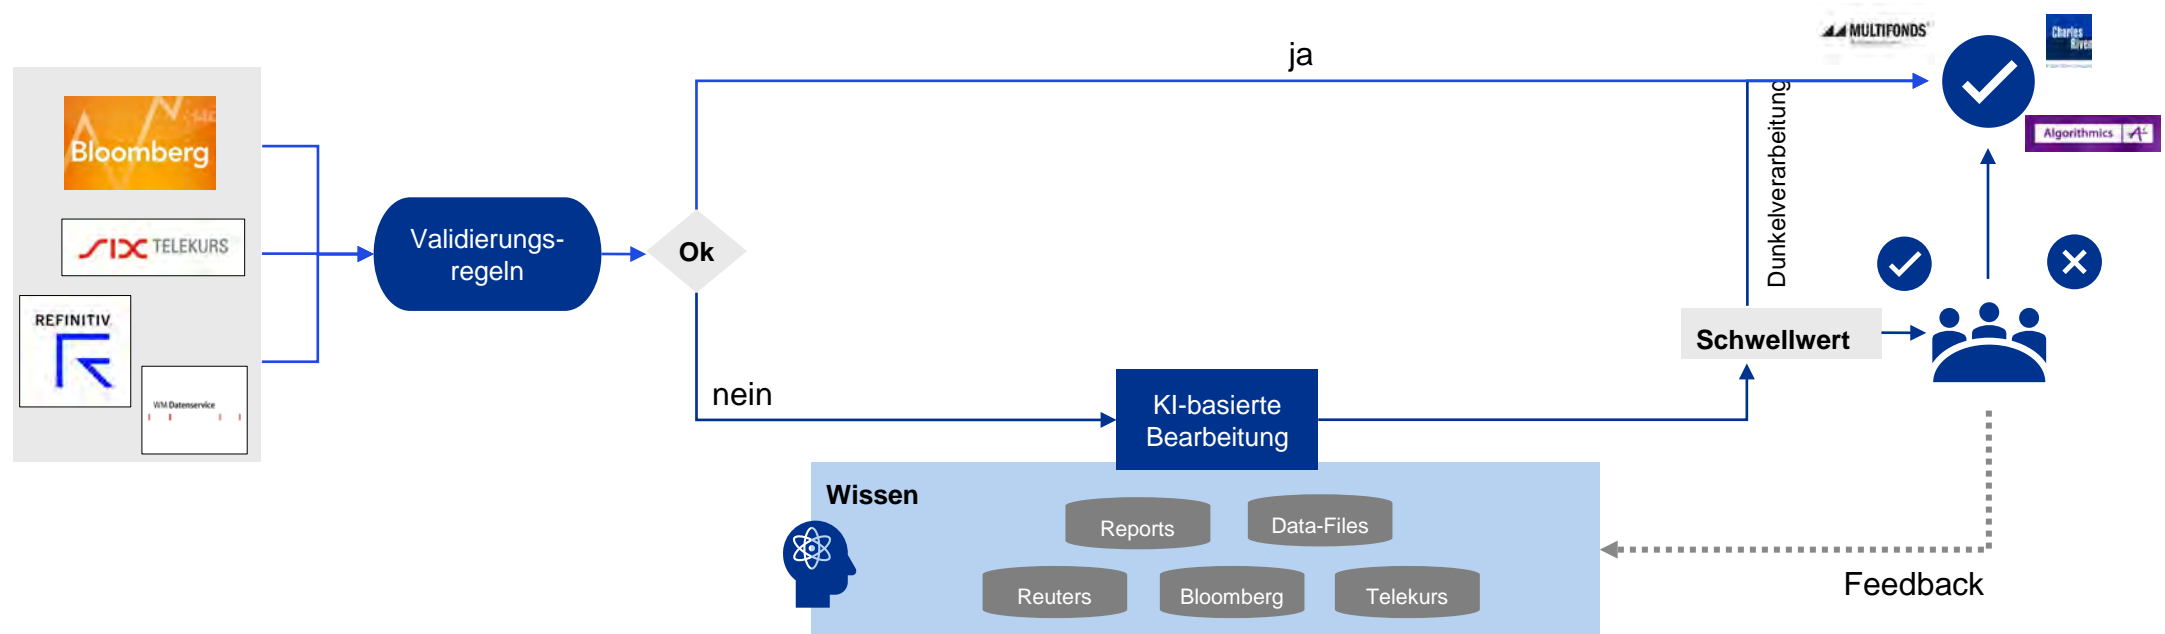 ja
MULTIFONDS
Charles
River
Bloomberg
Algorithmics
SIX TELEKURS
Validierungs-
regeln
Ok
Dunkelverarbeitung
REFINITIV
Schwellwert
WM Datenservice
nein
KI-basierte
Bearbeitung
Wissen
Reports
Data-Files
Reuters
Bloomberg
Telekurs
Feedback